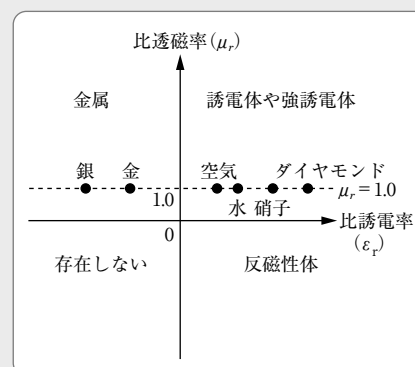 比透磁率(μr)
金属
誘電体や強誘電体
銀 金 空気 ダイヤモンド
μr=1.0
1.0
水 硝子
比誘電率
(εr)
0
存在しない
反磁性体